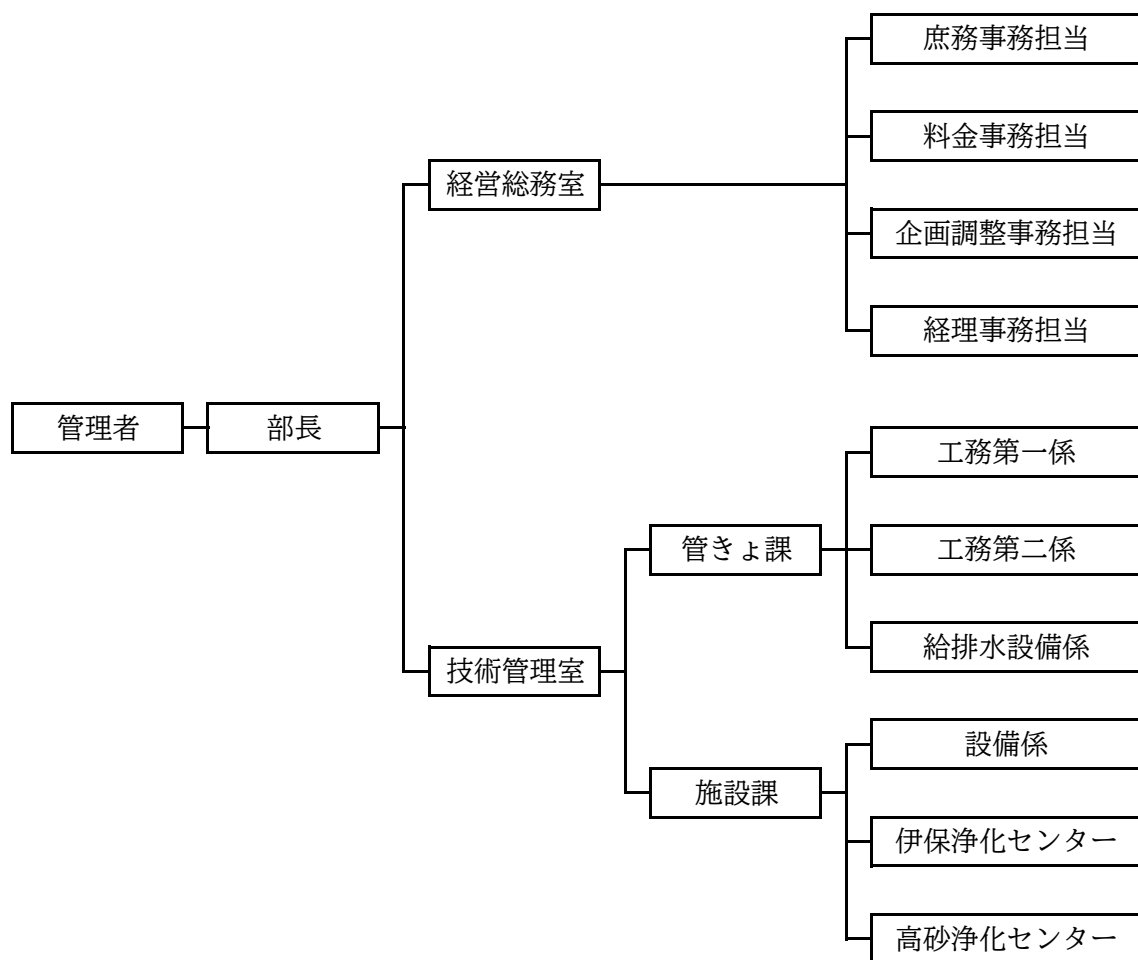 庶務事務担当
料金事務担当
経営総務室
企画調整事務担当
経理事務担当
管理者
部長
工務第一係
管きょ課
工務第二係
給排水設備係
技術管理室
設備係
施設課
伊保浄化センター
高砂浄化センター